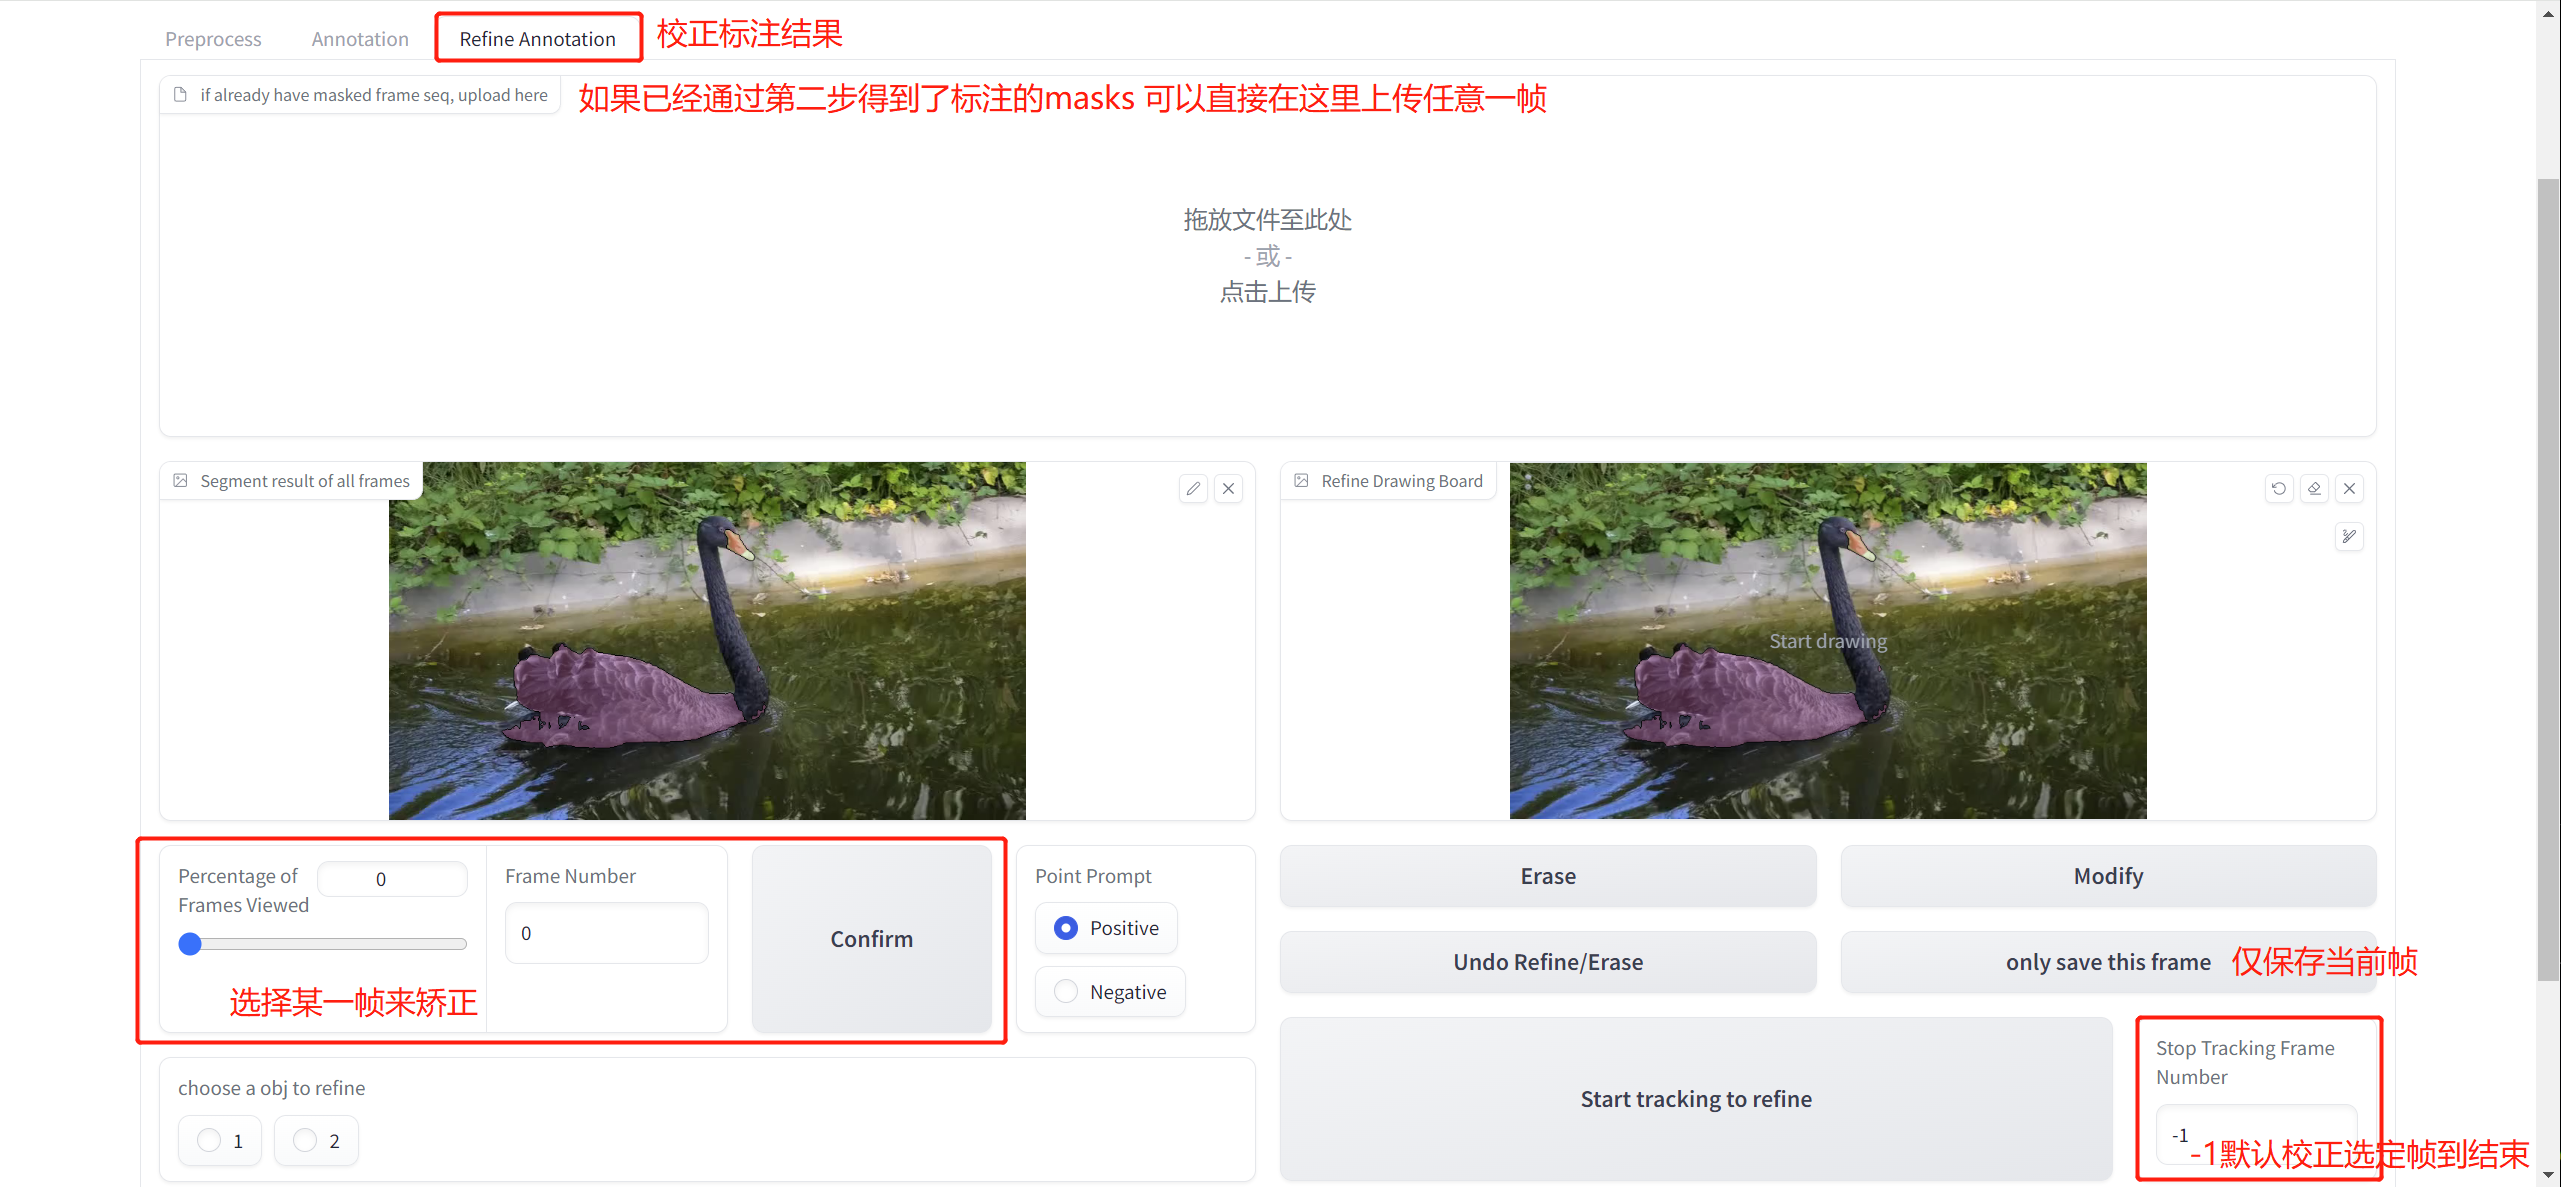 Preprocess Annotation Refine Annotation 校正标注结果
if already have masked frame seq, upload here 如果已经通过第二步得到了标注的masks 可以直接在这里上传任意一帧
拖放文件至此处
- 或 -
点击上传
Segment result of all frames
Refine Drawing Board
Start drawing
Percentage of
Frames Viewed
0
Frame Number
0
选择某一帧来矫正
Confirm
Point Prompt
Positive
Negative
Erase
Modify
Undo Refine/Erase
only save this frame 仅保存当前帧
choose a obj to refine
1
2
Start tracking to refine
Stop Tracking Frame
Number
-1
-1默认校正选定帧到结束